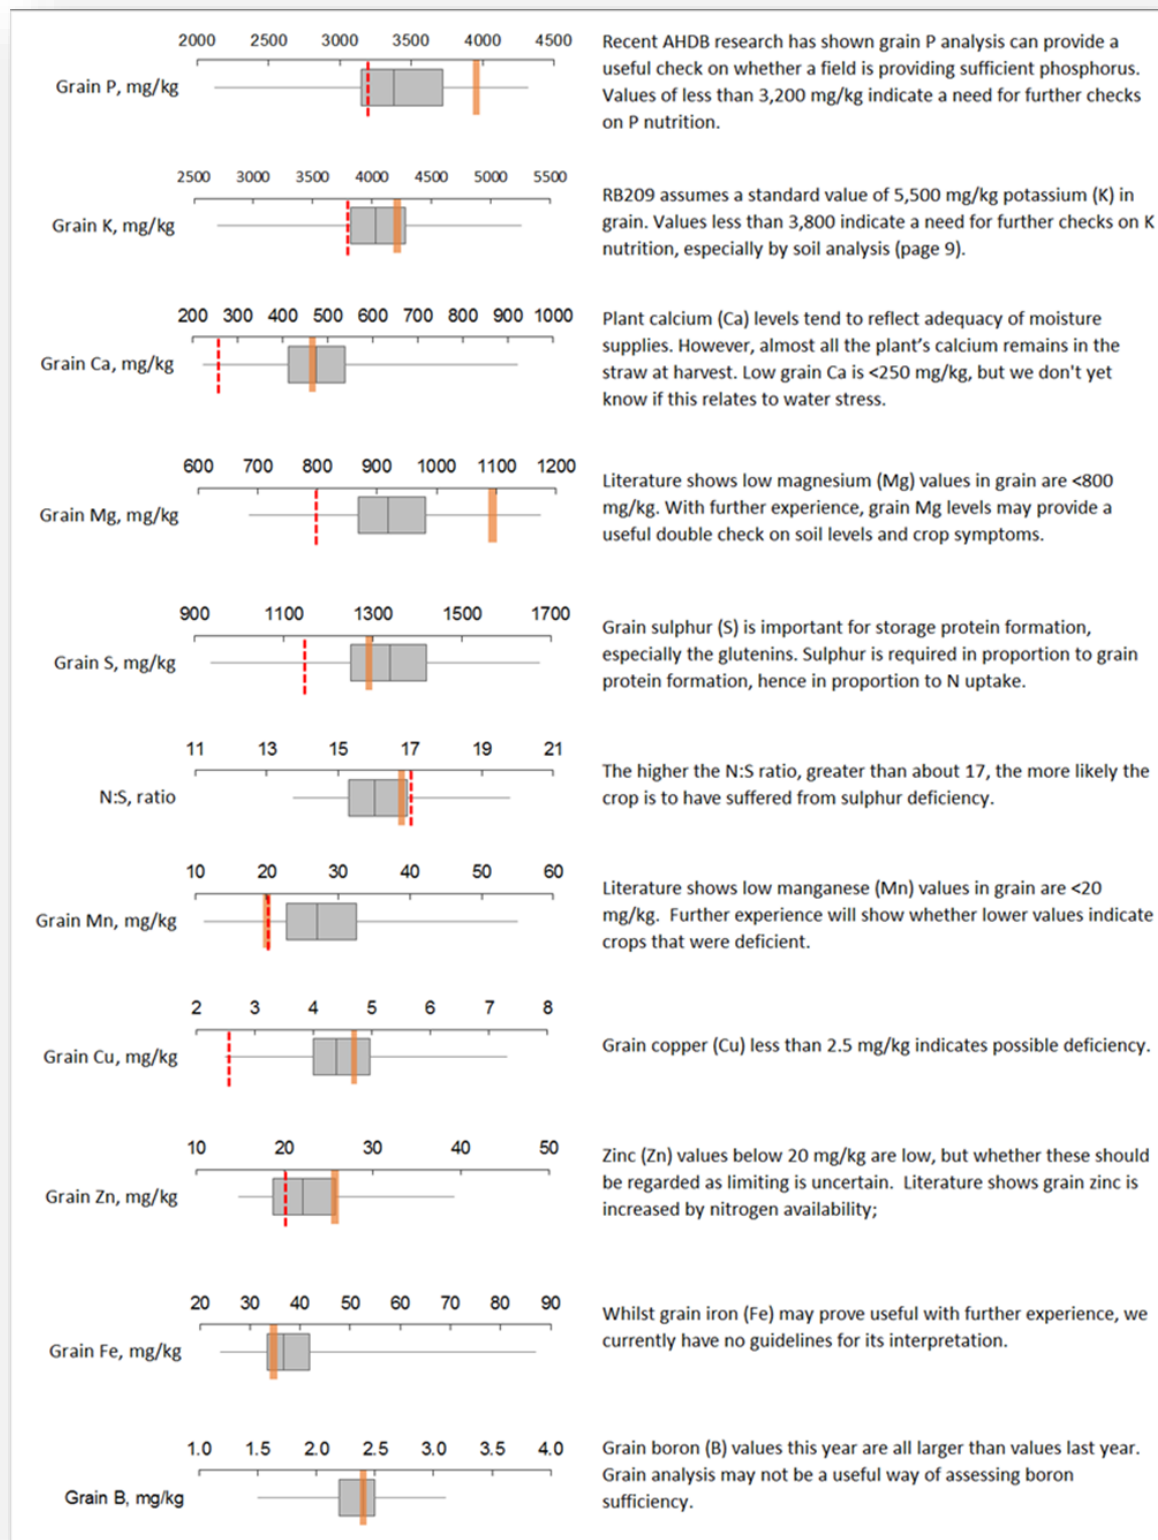 2000 2500 3000 3500 4000 4500
Grain P, mg/kg
Recent AHDB research has shown grain P analysis can provide a
useful check on whether a field is providing sufficient phosphorus.
Values of less than 3,200 mg/kg indicate a need for further checks
on P nutrition.
2500 3000 3500 4000 4500 5000 5500
Grain K, mg/kg
RB209 assumes a standard value of 5,500 mg/kg potassium (K) in
grain. Values less than 3,800 indicate a need for further checks on K
nutrition, especially by soil analysis (page 9).
200 300 400 500 600 700 800 900 1000
Grain Ca, mg/kg
Plant calcium (Ca) levels tend to reflect adequacy of moisture
supplies. However, almost all the plant's calcium remains in the
straw at harvest. Low grain Ca is <250 mg/kg, but we don't yet
know if this relates to water stress.
600 700 800 900 1000 1100 1200
Grain Mg, mg/kg
Literature shows low magnesium (Mg) values in grain are <800
mg/kg. With further experience, grain Mg levels may provide a
useful double check on soil levels and crop symptoms.
900 1100 1300 1500 1700
Grain S, mg/kg
Grain sulphur (S) is important for storage protein formation,
especially the glutenins. Sulphur is required in proportion to grain
protein formation, hence in proportion to N uptake.
11 13 15 17 19 21
N:S, ratio
The higher the N:S ratio, greater than about 17, the more likely the
crop is to have suffered from sulphur deficiency.
10 20 30 40 50 60
Grain Mn, mg/kg
Literature shows low manganese (Mn) values in grain are <20
mg/kg. Further experience will show whether lower values indicate
crops that were deficient.
2 3 4 5 6 7 8
Grain Cu, mg/kg
Grain copper (Cu) less than 2.5 mg/kg indicates possible deficiency.
10 20 30 40 50
Grain Zn, mg/kg
Zinc (Zn) values below 20 mg/kg are low, but whether these should
be regarded as limiting is uncertain. Literature shows grain zinc is
increased by nitrogen availability;
20 30 40 50 60 70 80 90
Grain Fe, mg/kg
Whilst grain iron (Fe) may prove useful with further experience, we
currently have no guidelines for its interpretation.
1.0 1.5 2.0 2.5 3.0 3.5 4.0
Grain B, mg/kg
Grain boron (B) values this year are all larger than values last year.
Grain analysis may not be a useful way of assessing boron
sufficiency.